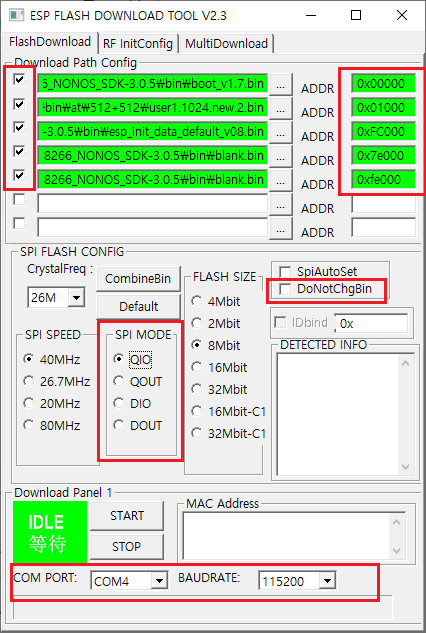 ESP FLASH DOWNLOAD TOOL V2.3
FlashDownload RF InitConfig MultiDownload
Download Path Config
6_NONOS_SDK-3.0.5₩bin₩boot_v1.7.bin ... ADDR 0x00000
₩bin₩at₩512+512₩user1.1024.new.2.bin ... ADDR 0x01000
-3.0.5₩bin₩esp_init_data_default_v08.bin ... ADDR 0xFC000
8266_NONOS_SDK-3.0.5₩bin₩blank.bin ... ADDR 0x7e000
8266_NONOS_SDK-3.0.5₩bin₩blank.bin ... ADDR 0xfe000
... ADDR
... ADDR
SPI FLASH CONFIG
CrystalFreq :
26M
CombineBin
Default
SPI SPEED
40MHz
26.7MHz
20MHz
80MHz
SPI MODE
QIO
QOUT
DIO
DOUT
FLASH SIZE
4Mbit
2Mbit
8Mbit
16Mbit
32Mbit
16Mbit-C1
32Mbit-C1
SpiAutoSet
DoNotChgBin
IDbind 0x
DETECTED INFO
Download Panel 1
IDLE
等待
START
STOP
MAC Address
COM PORT: COM4 BAUDRATE: 115200